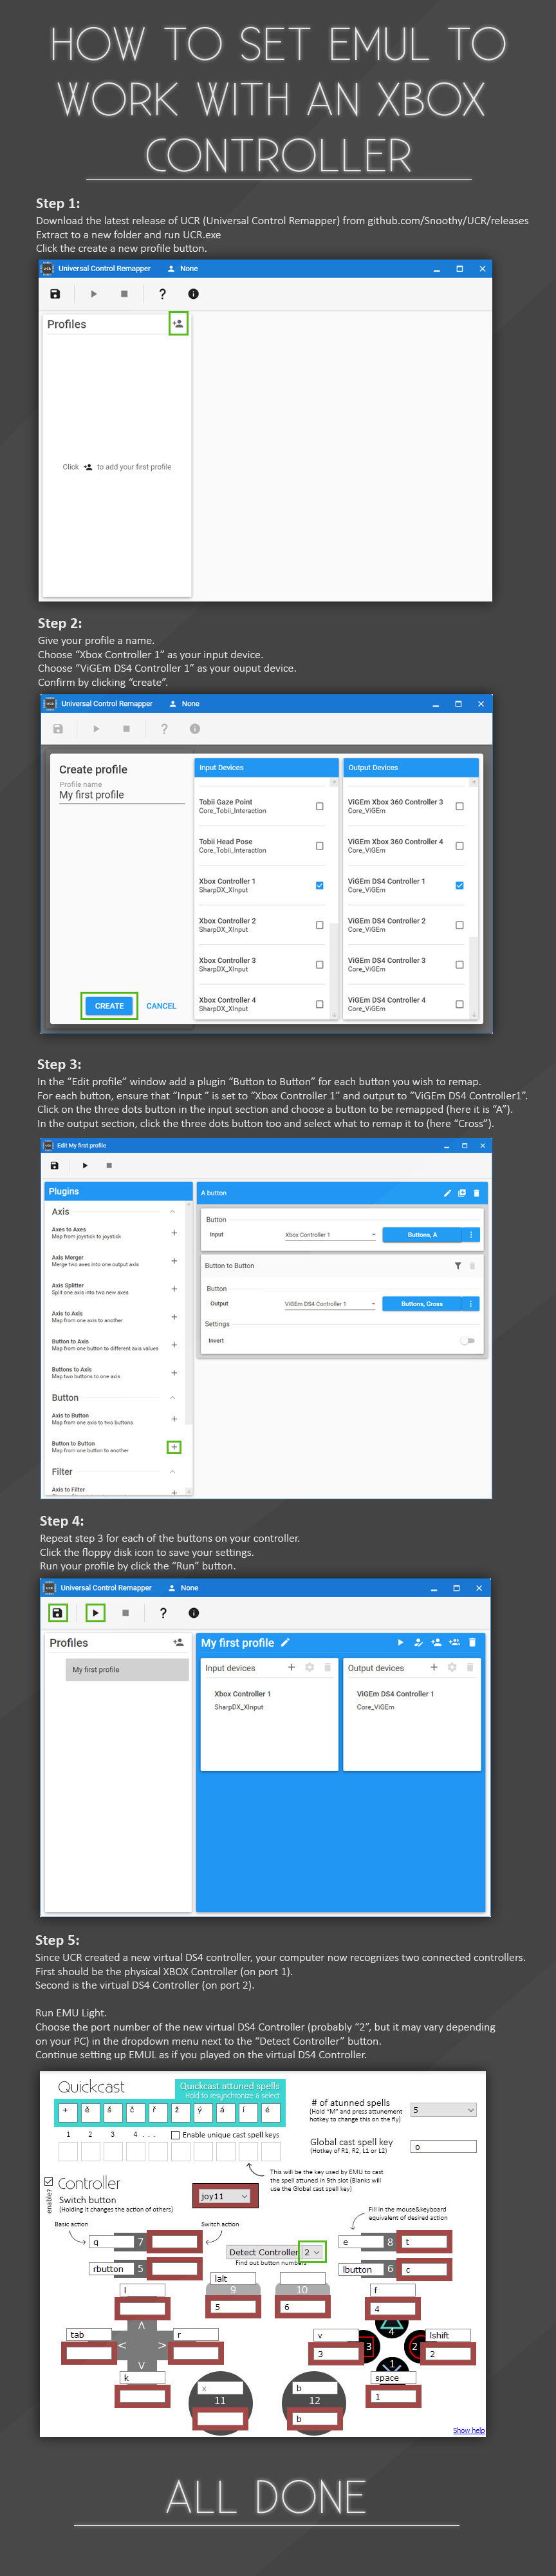 HOW TO SET EMUL TO
WORK WITH AN XBOX
CONTROLLER
Step 1:
Download the latest release of UCR (Universal Control Remapper) from github.com/Snoothy/UCR/releases
Extract to a new folder and run UCR.exe
Click the create a new profile button.
Universal Control Remapper None
Profiles
Click to add your first profile
Step 2:
Give your profile a name.
Choose “Xbox Controller 1” as your input device.
Choose “ViGEm DS4 Controller 1” as your ouput device.
Confirm by clicking “create”.
Universal Control Remapper None
Create profile
Profile name
My first profile
CREATE CANCEL
Input Devices
Tobii Gaze Point
Core_Tobii_Interaction
Tobii Head Pose
Core_Tobii_Interaction
Xbox Controller 1
SharpDX_XInput
Xbox Controller 2
SharpDX_XInput
Xbox Controller 3
SharpDX_XInput
Xbox Controller 4
SharpDX_XInput
Output Devices
ViGEm Xbox 360 Controller 3
Core_ViGEm
ViGEm Xbox 360 Controller 4
Core_ViGEm
ViGEm DS4 Controller 1
Core_ViGEm
ViGEm DS4 Controller 2
Core_ViGEm
ViGEm DS4 Controller 3
Core_ViGEm
ViGEm DS4 Controller 4
Core_ViGEm
Step 3:
In the “Edit profile” window add a plugin “Button to Button” for each button you wish to remap.
For each button, ensure that “Input ” is set to “Xbox Controller 1” and output to “ViGEm DS4 Controller1”.
Click on the three dots button in the input section and choose a button to be remapped (here it is “A”).
In the output section, click the three dots button too and select what to remap it to (here “Cross”).
Edit My first profile
Plugins
Axis
Axes to Axes
Map from joystick to joystick
Axis Merger
Merge two axes into one output axis
Axis Splitter
Split one axis into two new axes
Axis to Axis
Map from one axis to another
Button to Axis
Map from one button to different axis values
Buttons to Axis
Map two buttons to one axis
Button
Axis to Button
Map from one axis to two buttons
Button to Button
Map from one button to another
Filter
Axis to Filter
A button
Button
Input Xbox Controller 1 Buttons, A
Button to Button
Button
Output ViGEm DS4 Controller 1 Buttons, Cross
Settings
Invert
Step 4:
Repeat step 3 for each of the buttons on your controller.
Click the floppy disk icon to save your settings.
Run your profile by click the “Run” button.
Universal Control Remapper None
Profiles
My first profile
My first profile
Input devices
Xbox Controller 1
SharpDX_XInput
Output devices
ViGEm DS4 Controller 1
Core_ViGEm
Step 5:
Since UCR created a new virtual DS4 controller, your computer now recognizes two connected controllers.
First should be the physical XBOX Controller (on port 1).
Second is the virtual DS4 Controller (on port 2).
Run EMU Light.
Choose the port number of the new virtual DS4 Controller (probably “2”, but it may vary depending
on your PC) in the dropdown menu next to the “Detect Controller” button.
Continue setting up EMUL as if you played on the virtual DS4 Controller.
Quickcast
Quickcast attuned spells
Hold to resynchronize & select
+ ě š č ř ž ý á í é
1 2 3 4 . . .
Enable unique cast spell keys
# of atunned spells
(Hold "M" and press attunement
hotkey to change this on the fly)
5
Global cast spell key
(Hotkey of R1, R2, L1 or L2)
o
This will be the key used by EMU to cast
the spell attuned in 9th slot (Blanks will
use the Global cast spell key)
enable?
Controller
Switch button
(Holding it changes the action of others)
joy11
Basic action
Switch action
Fill in the mouse&keyboard
equivalent of desired action
q 7
rbutton 5
Detect Controller 2
Find out button numbers
e 8 t
lbutton 6 c
lalt
9 10
5 6
l
tab r
k
f
4
4
v lshift
3 3 2 2
1
space
1
x
11
b
12
b
Show help
ALL DONE